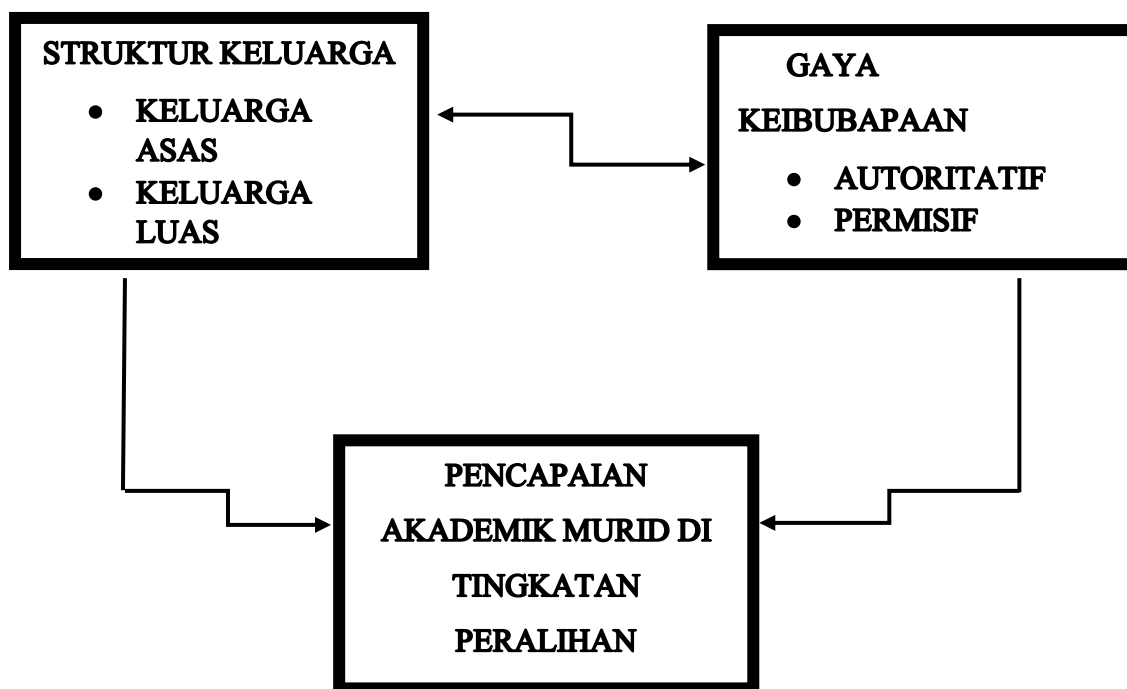 STRUKTUR KELUARGA
• KELUARGA
ASAS
• KELUARGA
LUAS
GAYA
KEIBUBAPAAN
• AUTORITATIF
• PERMISIF
PENCAPAIAN
AKADEMIK MURID DI
TINGKATAN
PERALIHAN